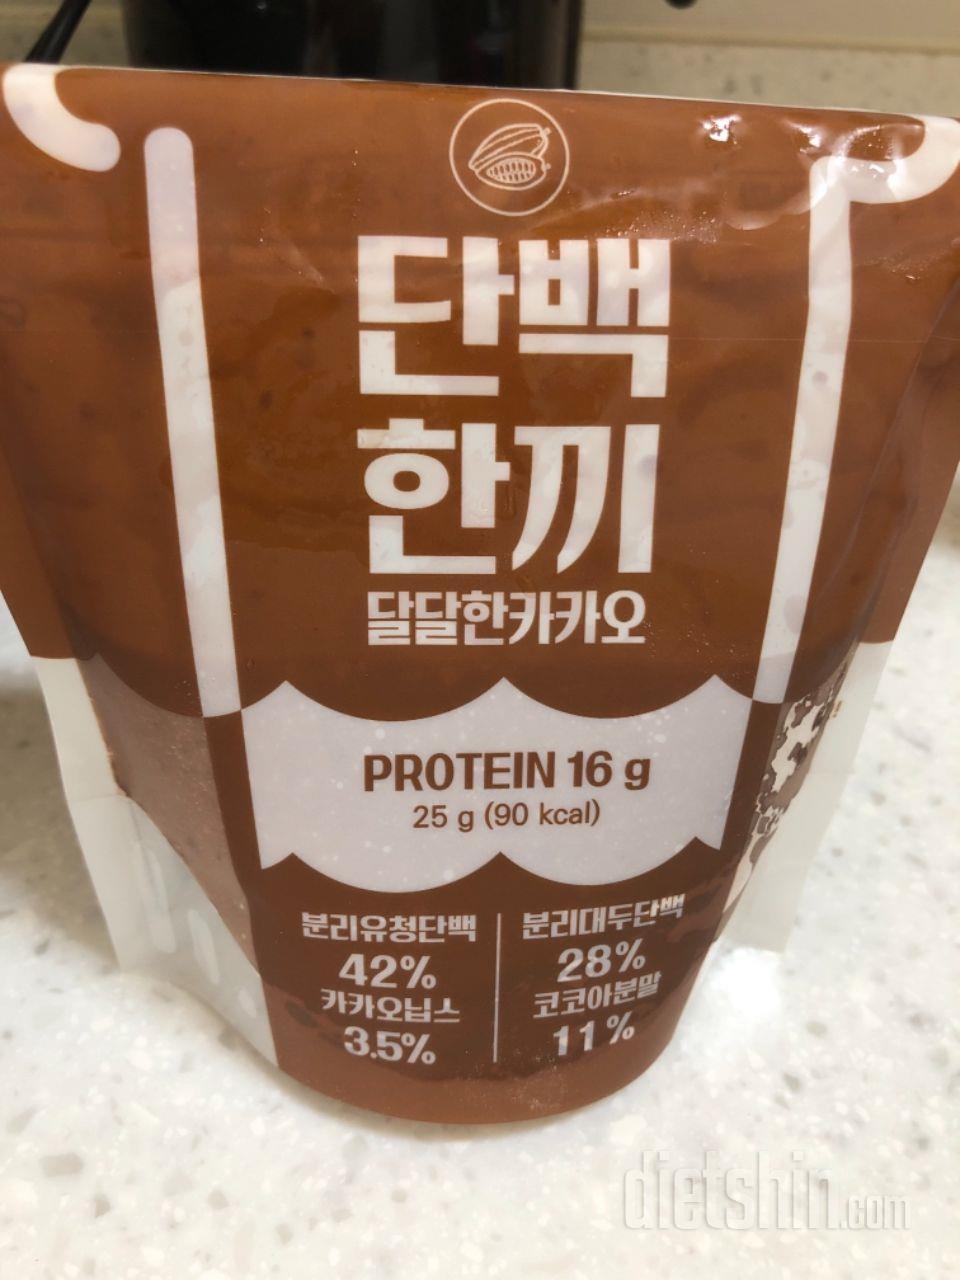 단백
한끼
달달한카카오
PROTEIN 16 g
25 g (90 kcal)
분리유청단백
42%
카카오닙스
3.5%
분리대두단백
28%
코코아분말
11%
dietshin.com